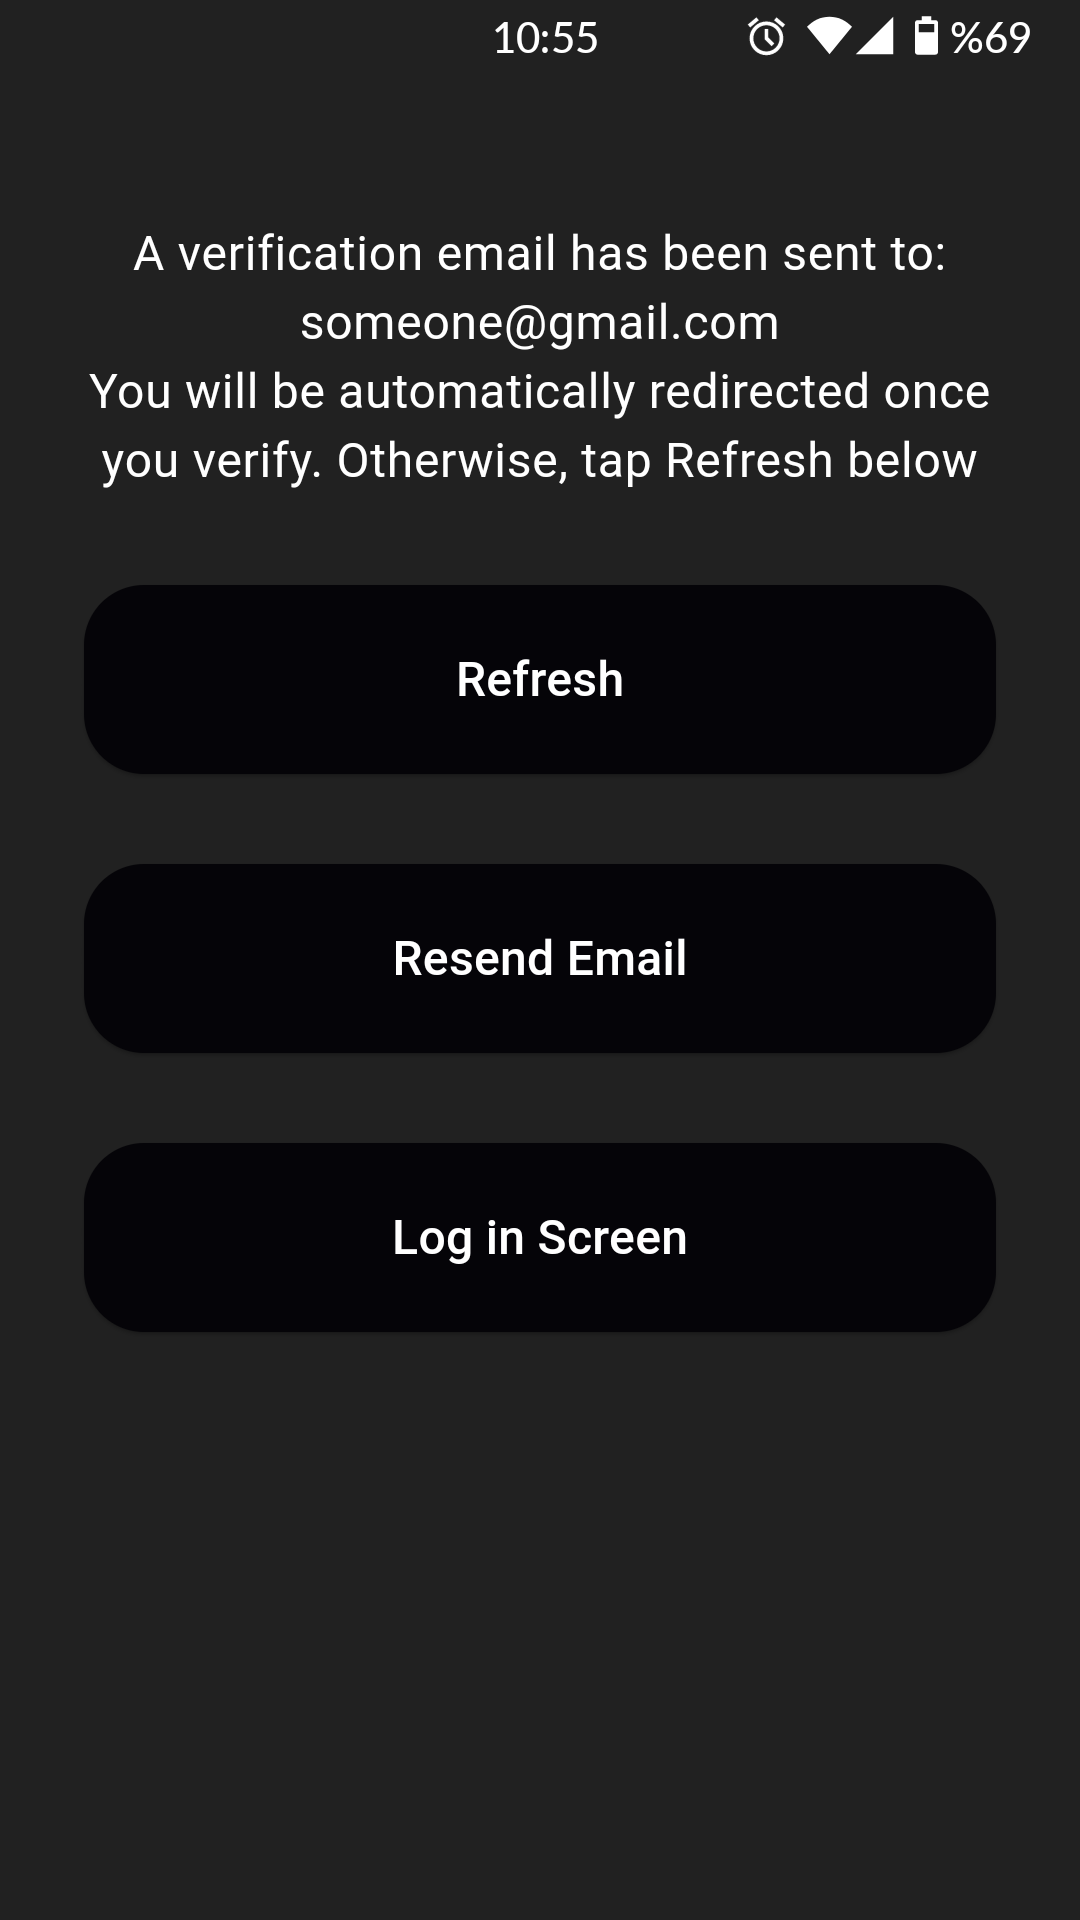 10:55 %69
A verification email has been sent to:
someone@gmail.com
You will be automatically redirected once
you verify. Otherwise, tap Refresh below
Refresh
Resend Email
Log in Screen